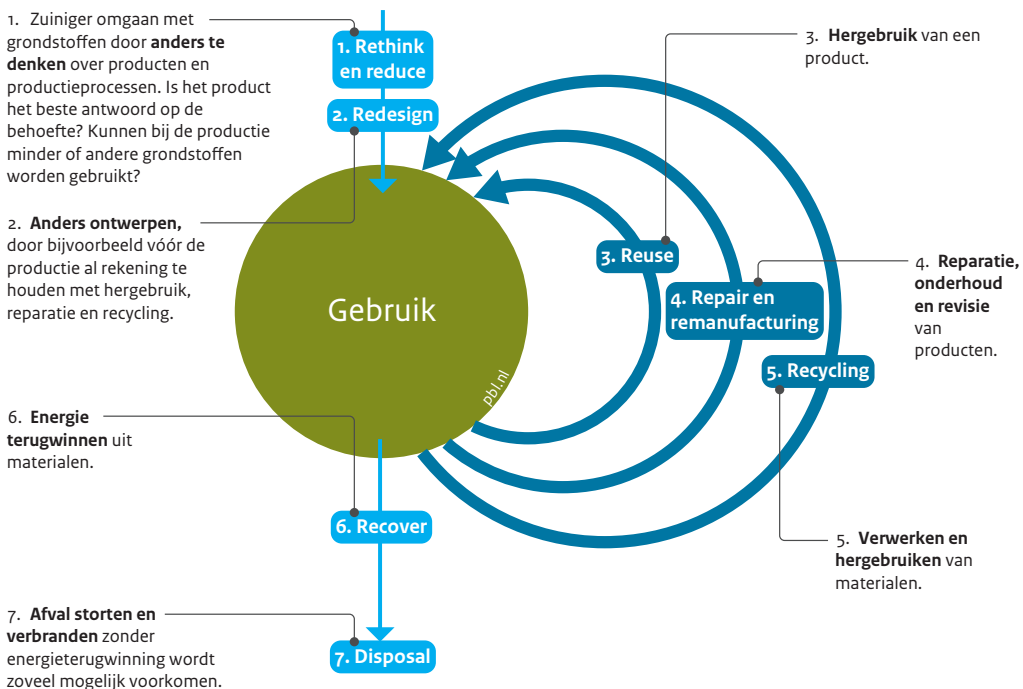 1. Zuiniger omgaan met
grondstoffen door anders te
denken over producten en
productieprocessen. Is het product
het beste antwoord op de
behoefte? Kunnen bij de productie
minder of andere grondstoffen
worden gebruikt?
1. Rethink
en reduce
2. Redesign
3. Hergebruik van een
product.
2. Anders ontwerpen,
door bijvoorbeeld vóór de
productie al rekening te
houden met hergebruik,
reparatie en recycling.
Gebruik
pbl.nl
3. Reuse
4. Repair en
remanufacturing
5. Recycling
4. Reparatie,
onderhoud
en revisie
van
producten.
6. Energie
terugwinnen uit
materialen.
6. Recover
5. Verwerken en
hergebruiken van
materialen.
7. Afval storten en
verbranden zonder
energieterugwinning wordt
zoveel mogelijk voorkomen.
7. Disposal